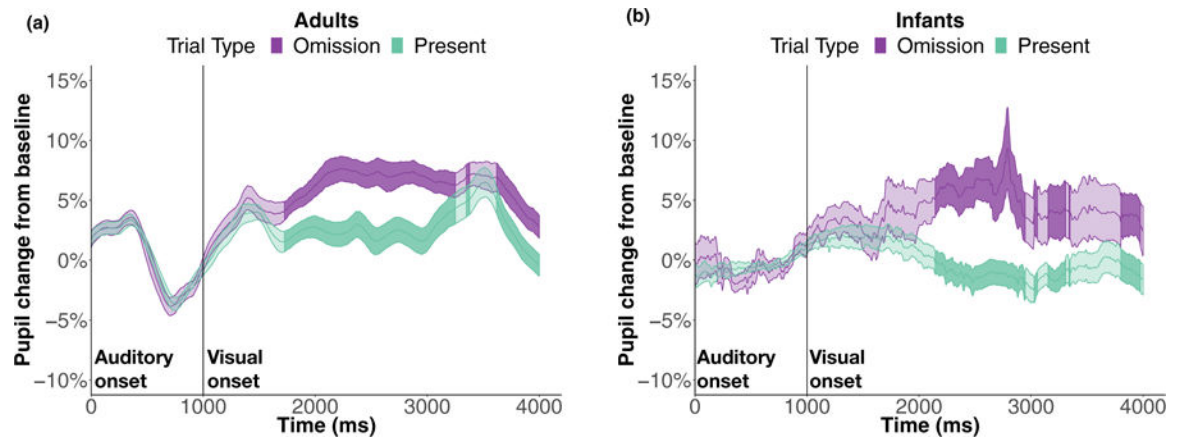 (a)
Adults
Trial Type Omission Present
Pupil change from baseline
15%
10%
5%
0%
−5%
−10%
Auditory onset
Visual onset
0 1000 2000 3000 4000
Time (ms)
(b)
Infants
Trial Type Omission Present
Pupil change from baseline
15%
10%
5%
0%
−5%
−10%
Auditory onset
Visual onset
0 1000 2000 3000 4000
Time (ms)